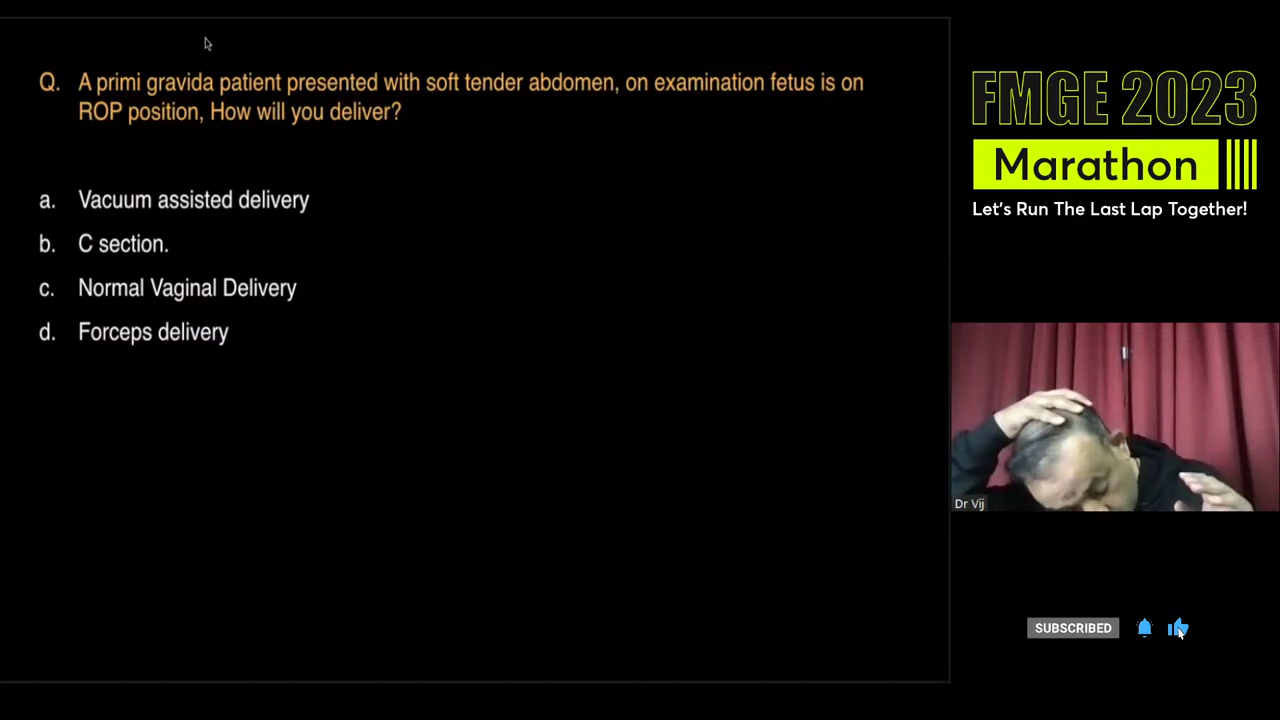 Q. A primi gravida patient presented with soft tender abdomen, on examination fetus is on
ROP position, How will you deliver?
a. Vacuum assisted delivery
b. C section.
c. Normal Vaginal Delivery
d. Forceps delivery
FMGE 2023
Marathon
Let's Run The Last Lap Together!
Dr Vij
SUBSCRIBED